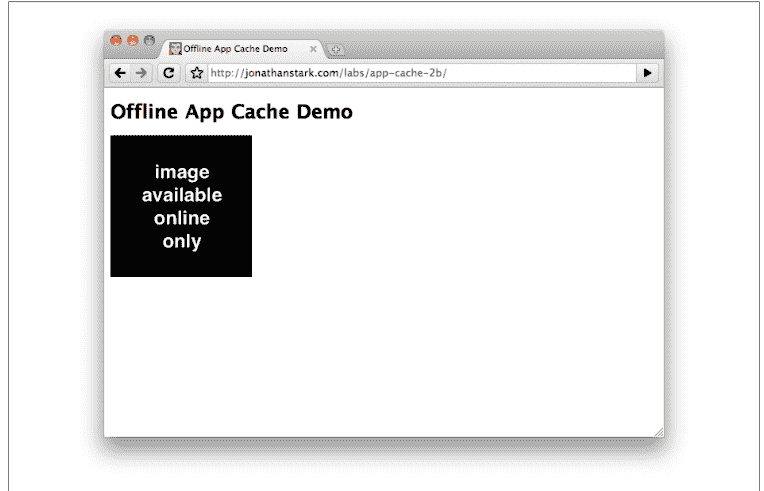 Offline App Cache Demo
http://jonathanstark.com/labs/app-cache-2b/
Offline App Cache Demo
image
available
online
only